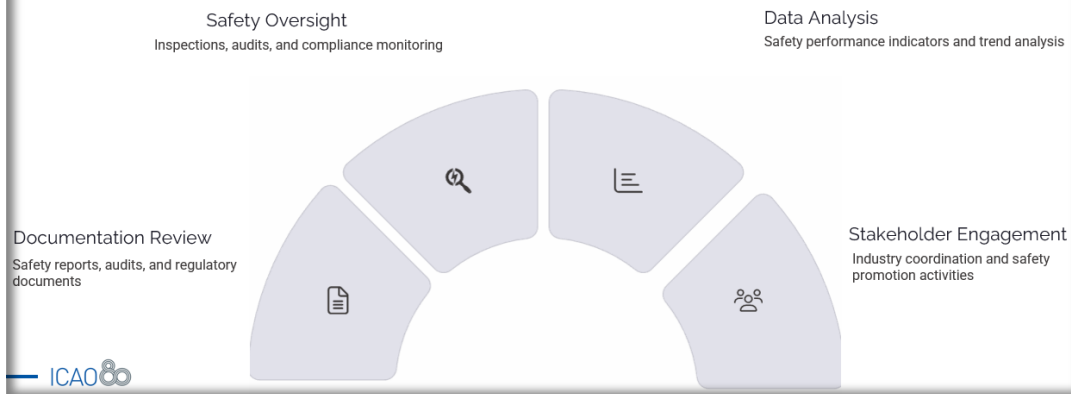 Safety Oversight
Inspections, audits, and compliance monitoring
Data Analysis
Safety performance indicators and trend analysis
Documentation Review
Safety reports, audits, and regulatory
documents
Stakeholder Engagement
Industry coordination and safety
promotion activities
ICAO80